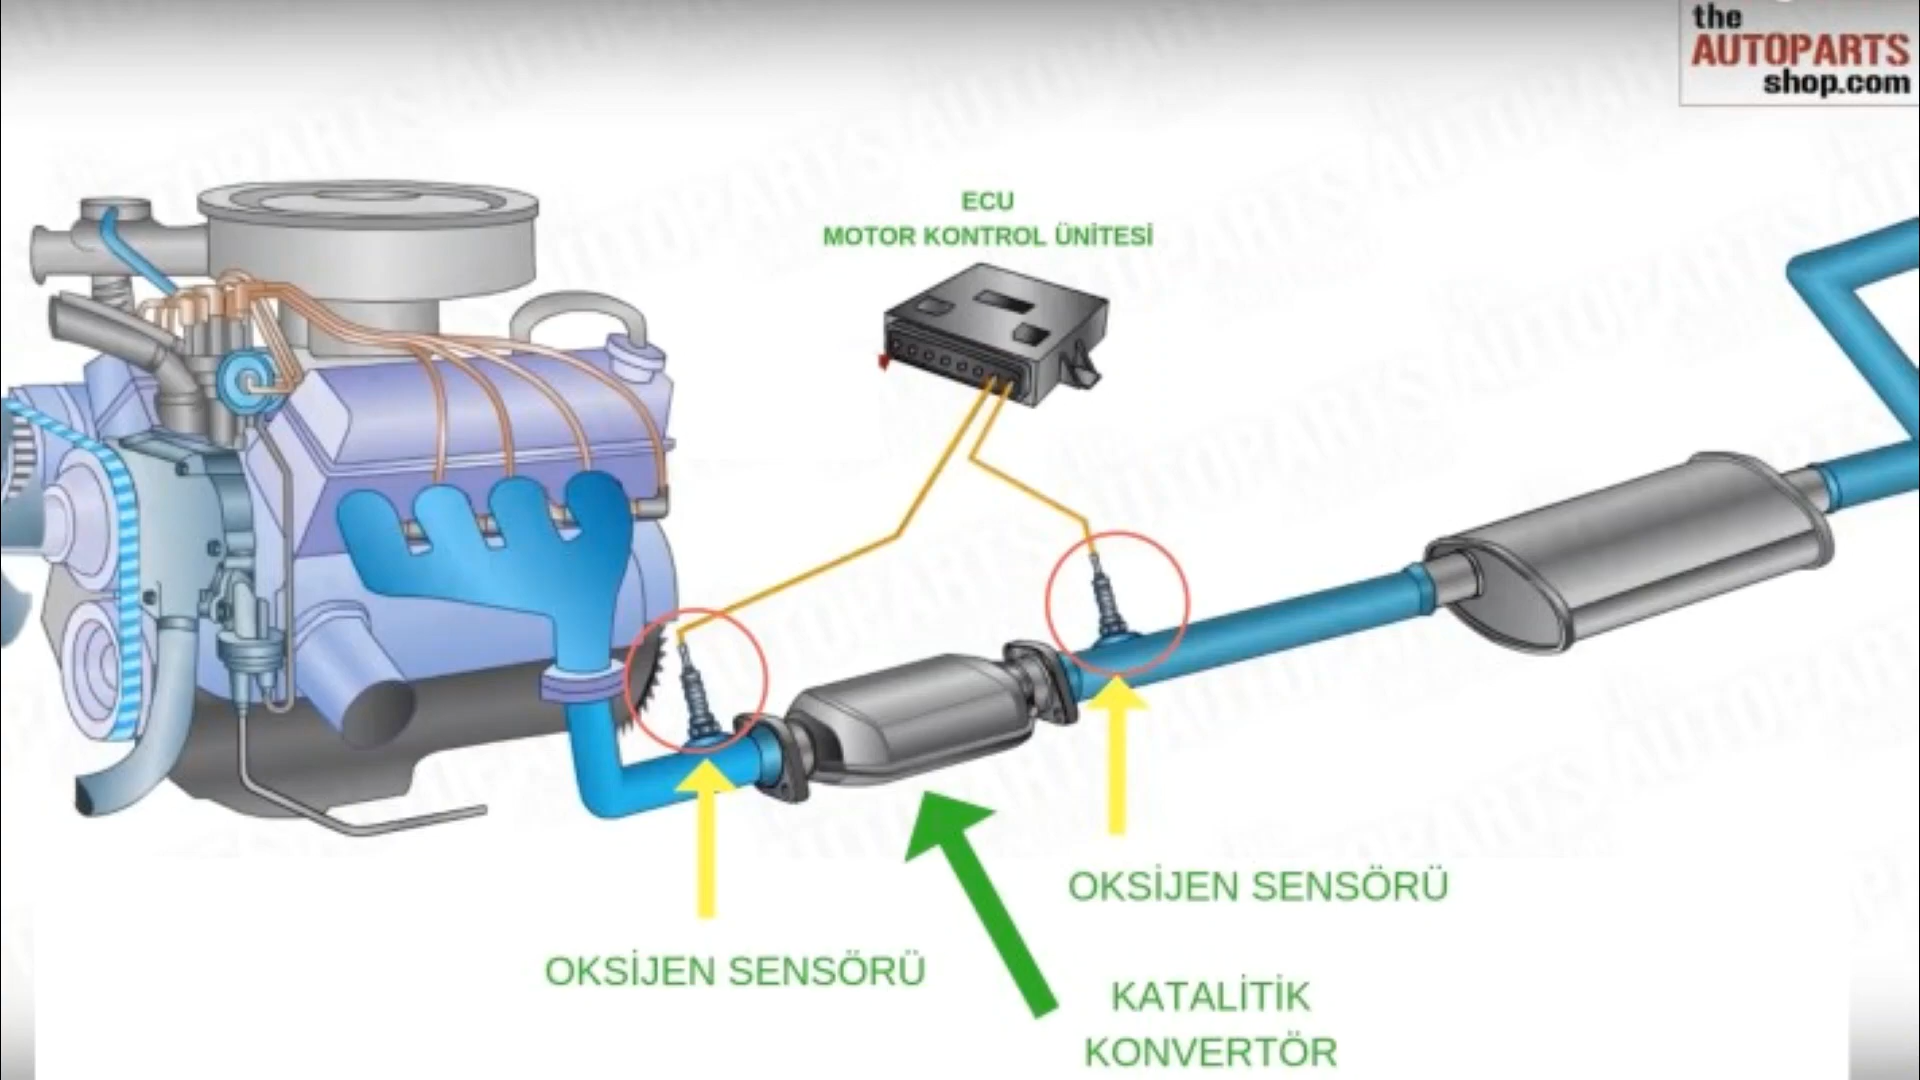 the
AUTOPARTS
shop.com
ECU
MOTOR KONTROL ÜNİTESİ
OKSİJEN SENSÖRÜ
OKSİJEN SENSÖRÜ
KATALİTİK
KONVERTÖR